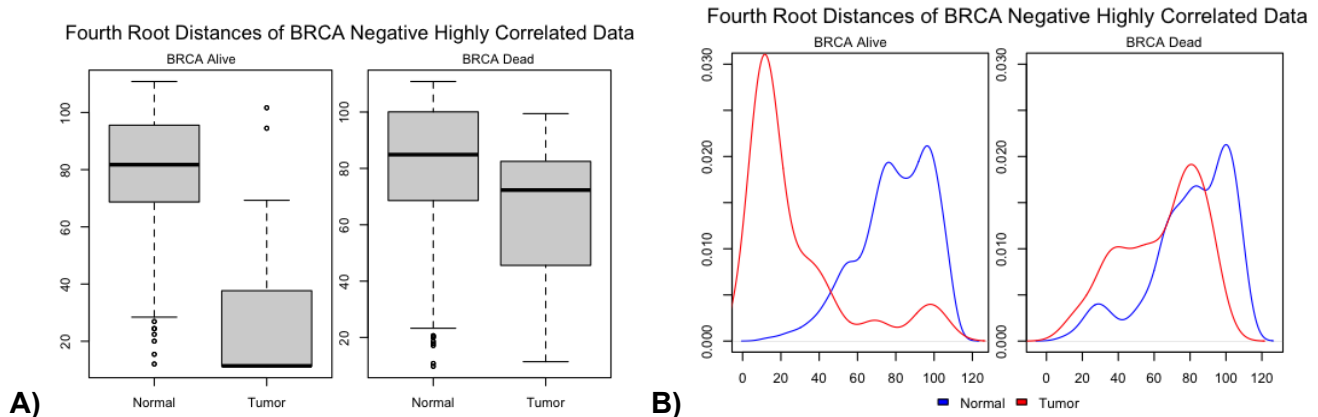 Fourth Root Distances of BRCA Negative Highly Correlated Data
BRCA Alive
BRCA Dead
100
80
60
40
20
100
80
60
40
20
Normal
Tumor
Normal
Tumor
A)
Fourth Root Distances of BRCA Negative Highly Correlated Data
BRCA Alive
BRCA Dead
0.030
0.020
0.010
0.000
0.030
0.020
0.010
0.000
0 20 40 60 80 100 120
0 20 40 60 80 100 120
B)
Normal Tumor